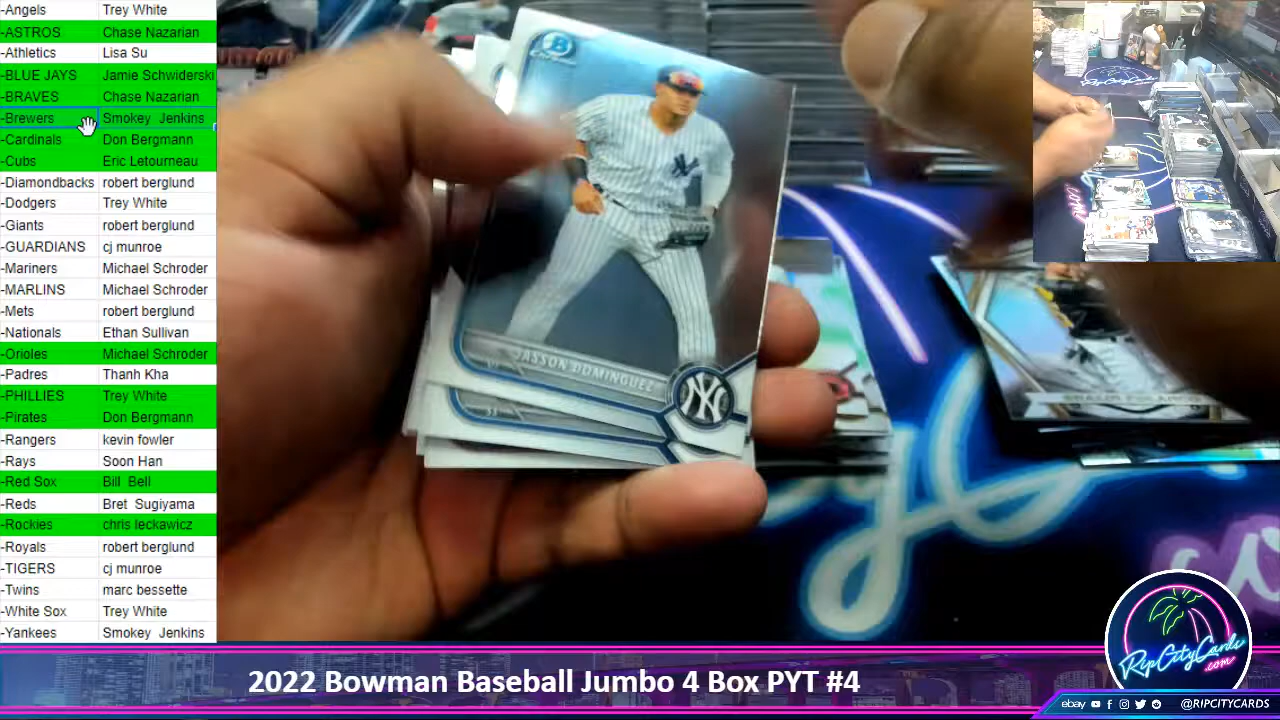 -Angels Trey White
-ASTROS Chase Nazarian
-Athletics Lisa Su
-BLUE JAYS Jamie Schwiderski
-BRAVES Chase Nazarian
-Brewers Smokey Jenkins
-Cardinals Don Bergmann
-Cubs Eric Letourneau
-Diamondbacks robert berglund
-Dodgers Trey White
-Giants robert berglund
-GUARDIANS cj munroe
-Mariners Michael Schroder
-MARLINS Michael Schroder
-Mets robert berglund
-Nationals Ethan Sullivan
-Orioles Michael Schroder
-Padres Thanh Kha
-PHILLIES Trey White
-Pirates Don Bergmann
-Rangers kevin fowler
-Rays Soon Han
-Red Sox Bill Bell
-Reds Bret Sugiyama
-Rockies chris leckawicz
-Royals robert berglund
-TIGERS cj munroe
-Twins marc bessette
-White Sox Trey White
-Yankees Smokey Jenkins
B
NY
JASSON DOMINGUEZ
NY
2022 Bowman Baseball Jumbo 4 Box PYT #4
RipCityCards
.com
ebay @RIPCITYCARDS